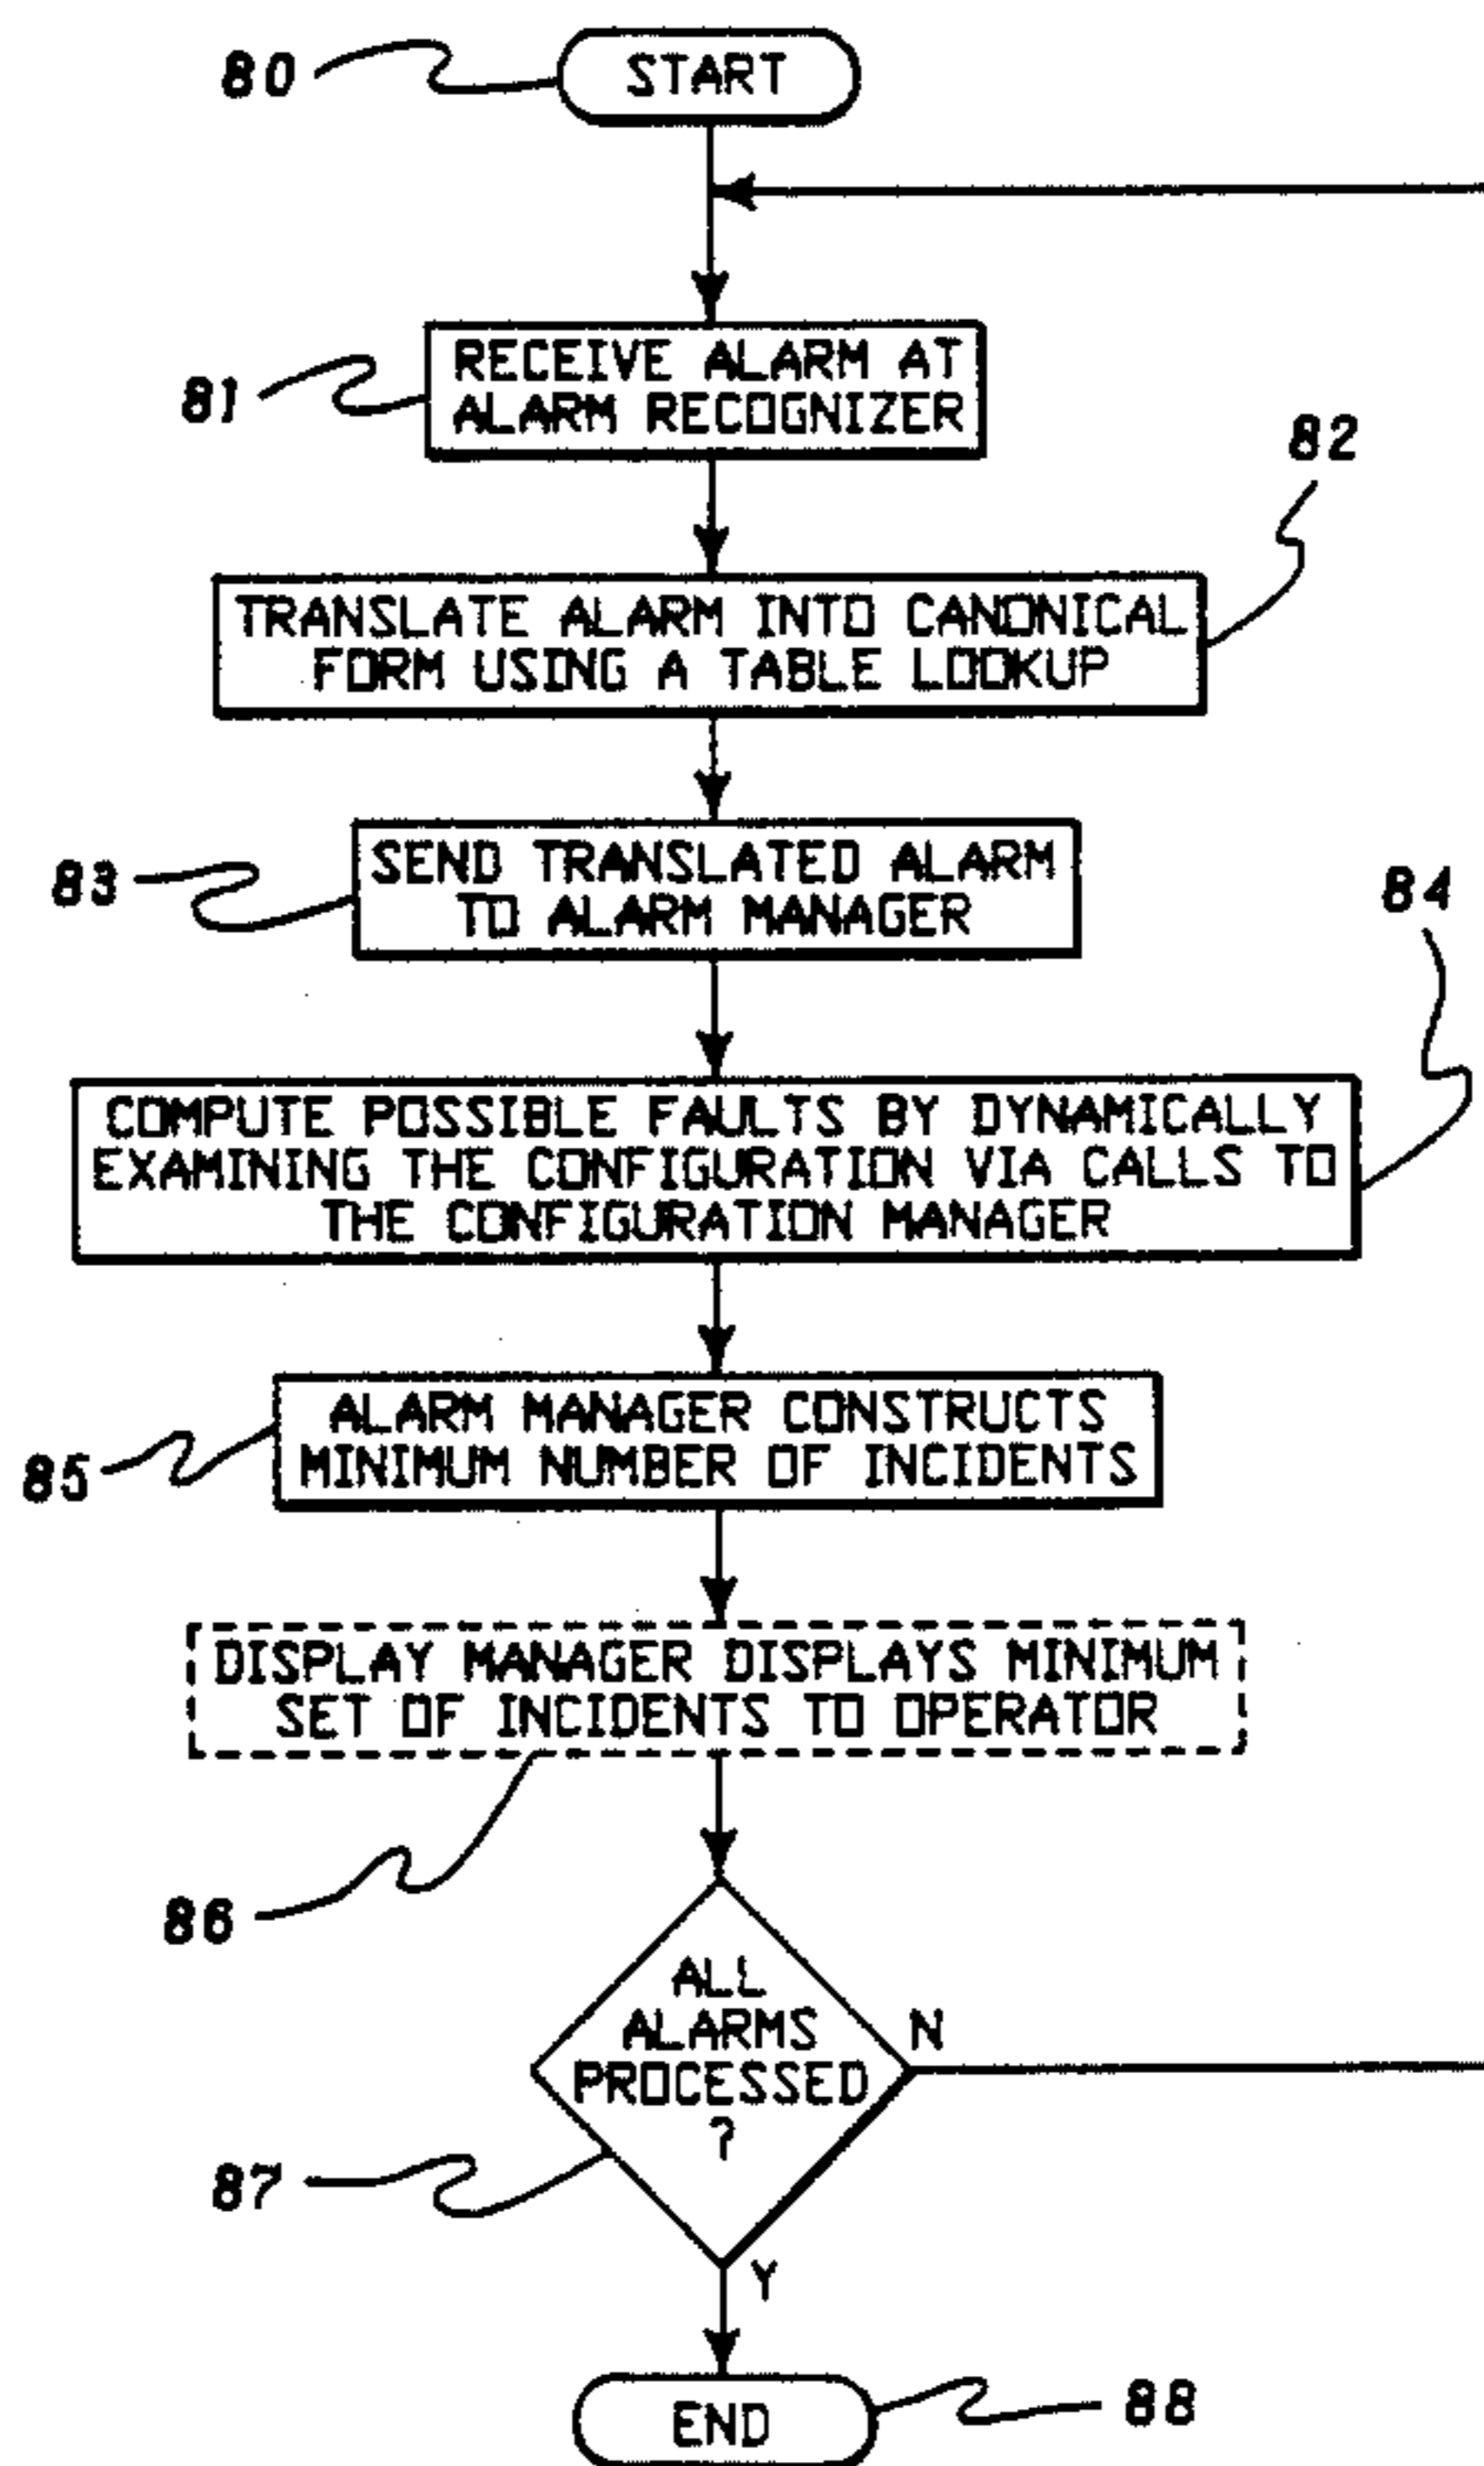 80
START
81
RECEIVE ALARM AT
ALARM RECOGNIZER
82
TRANSLATE ALARM INTO CANONICAL
FORM USING A TABLE LOOKUP
83
SEND TRANSLATED ALARM
TO ALARM MANAGER
84
COMPUTE POSSIBLE FAULTS BY DYNAMICALLY
EXAMINING THE CONFIGURATION VIA CALLS TO
THE CONFIGURATION MANAGER
85
ALARM MANAGER CONSTRUCTS
MINIMUM NUMBER OF INCIDENTS
DISPLAY MANAGER DISPLAYS MINIMUM
SET OF INCIDENTS TO OPERATOR
86
ALL
ALARMS
PROCESSED
?
N
87
Y
END
88